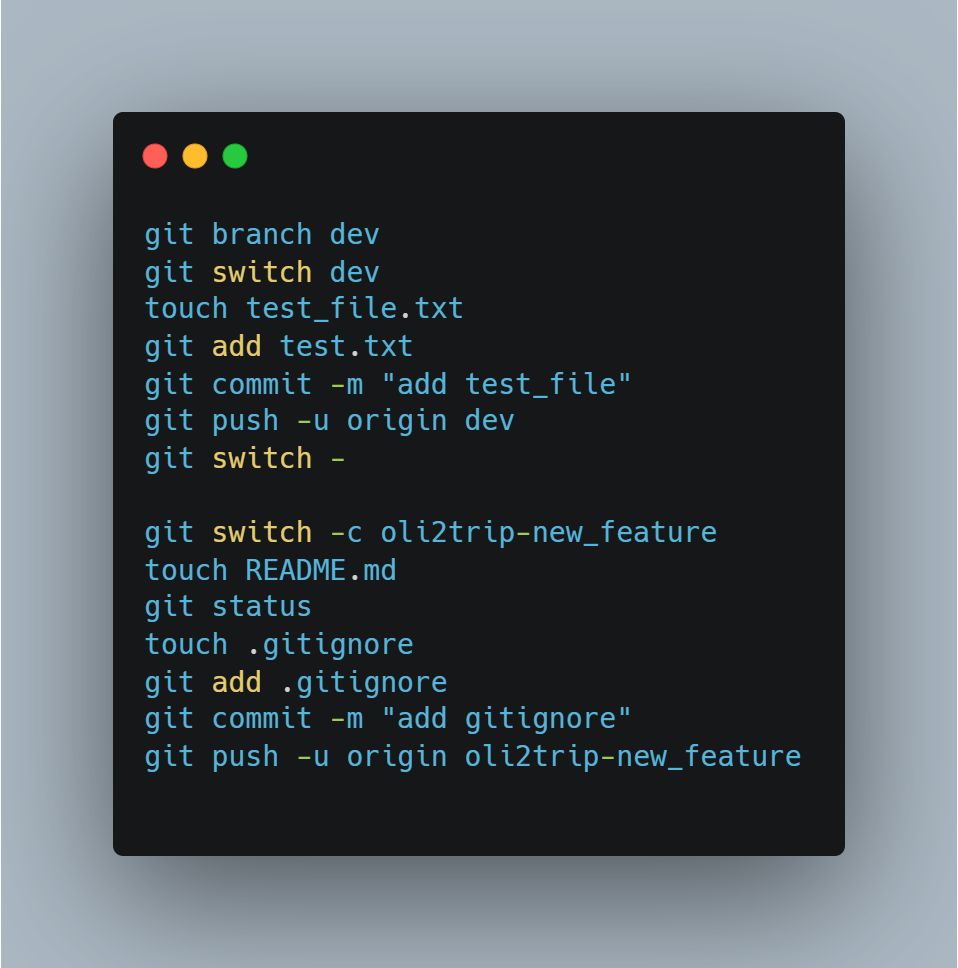 git branch dev
git switch dev
touch test_file.txt
git add test.txt
git commit -m "add test_file"
git push -u origin dev
git switch -
git switch -c oli2trip-new_feature
touch README.md
git status
touch .gitignore
git add .gitignore
git commit -m "add gitignore"
git push -u origin oli2trip-new_feature